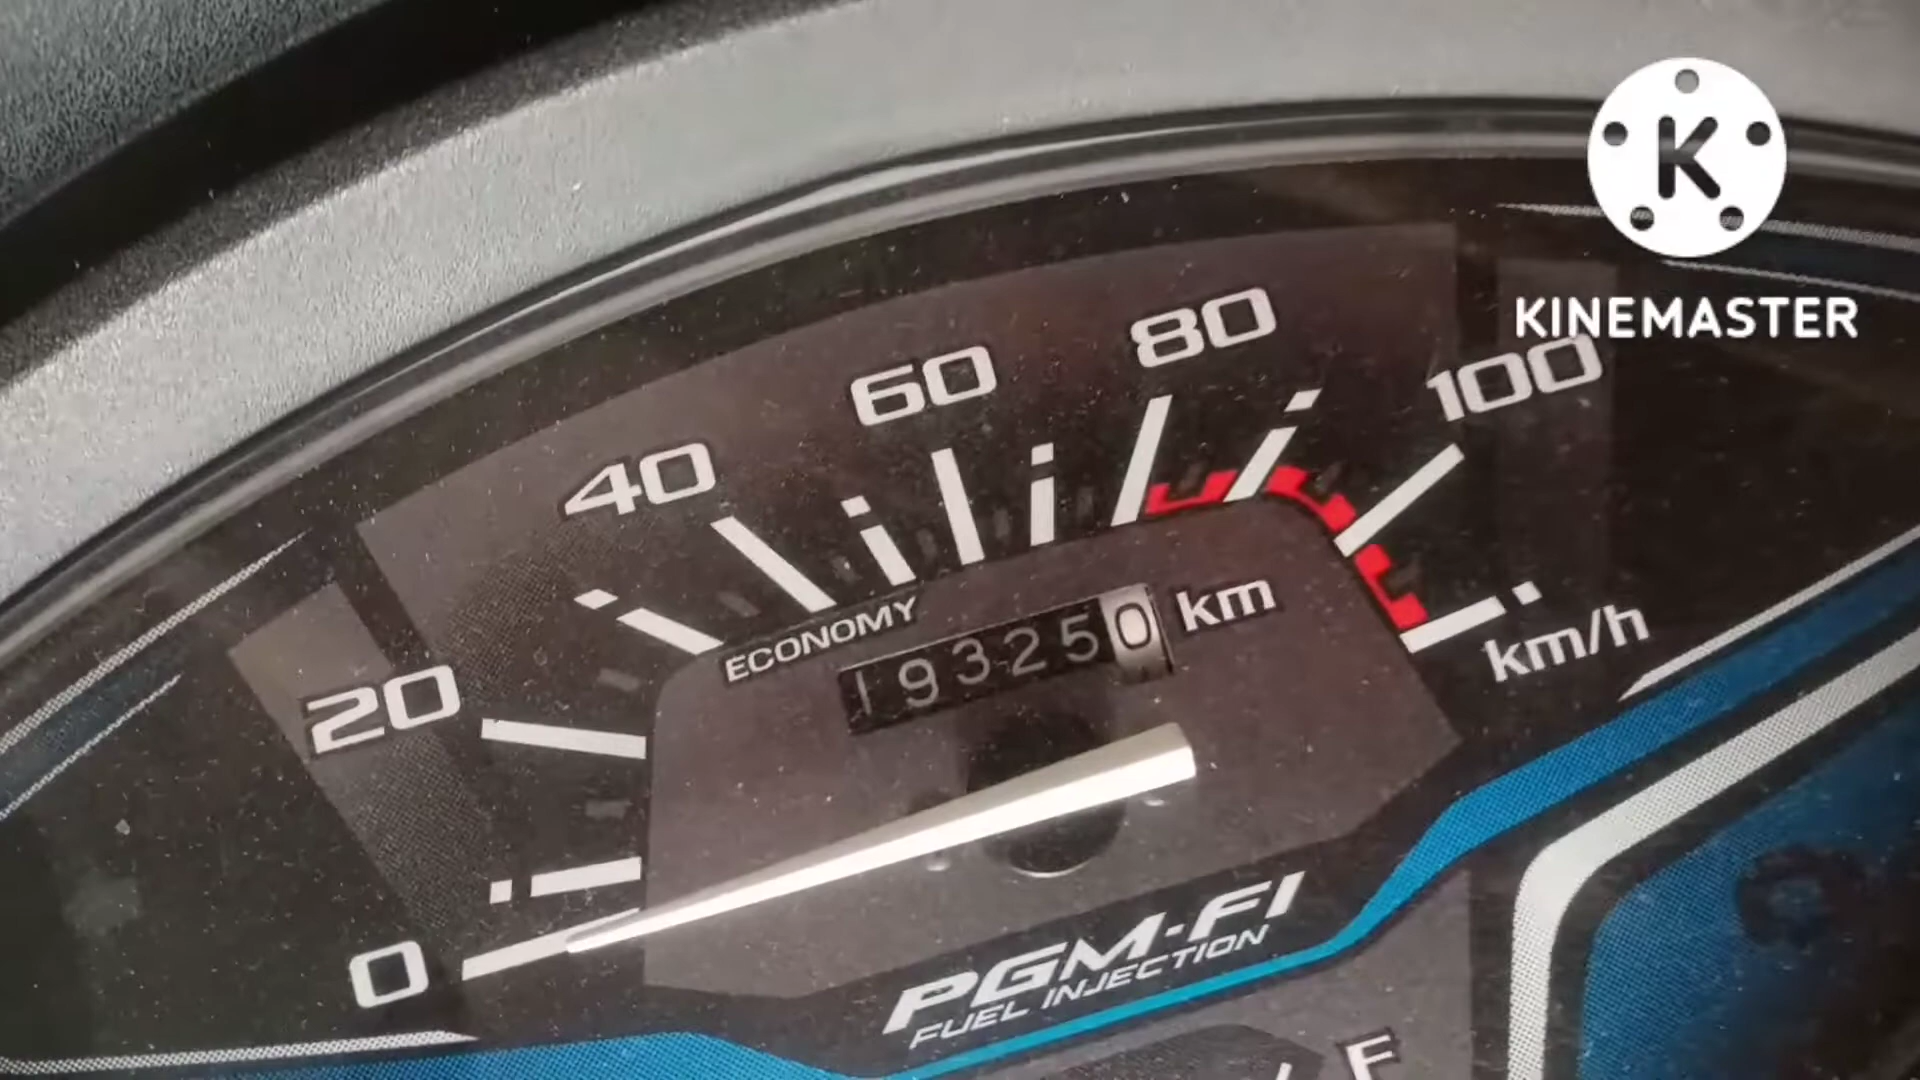 K
KINEMASTER
0
20
40
60
80
100
km/h
ECONOMY
193250 km
PGM-FI
FUEL INJECTION
F